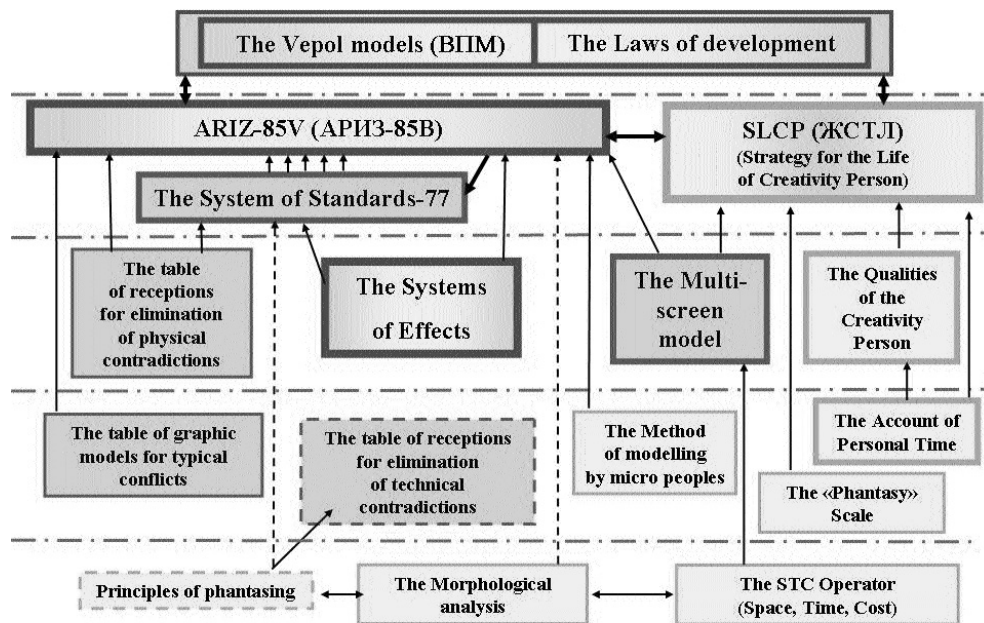 The Vepol models (ВПМ)
The Laws of development
ARIZ-85V (АРИЗ-85В)
SLCP (ЖСТЛ)
(Strategy for the Life
of Creativity Person)
The System of Standards-77
The table
of receptions
for elimination
of physical
contradictions
The Systems
of Effects
The Multi-
screen
model
The Qualities
of the
Creativity
Person
The table of graphic
models for typical
conflicts
The table of receptions
for elimination
of technical
contradictions
The Method
of modelling
by micro peoples
The Account of
Personal Time
The «Phantasy»
Scale
Principles of phantasing
The Morphological
analysis
The STC Operator
(Space, Time, Cost)